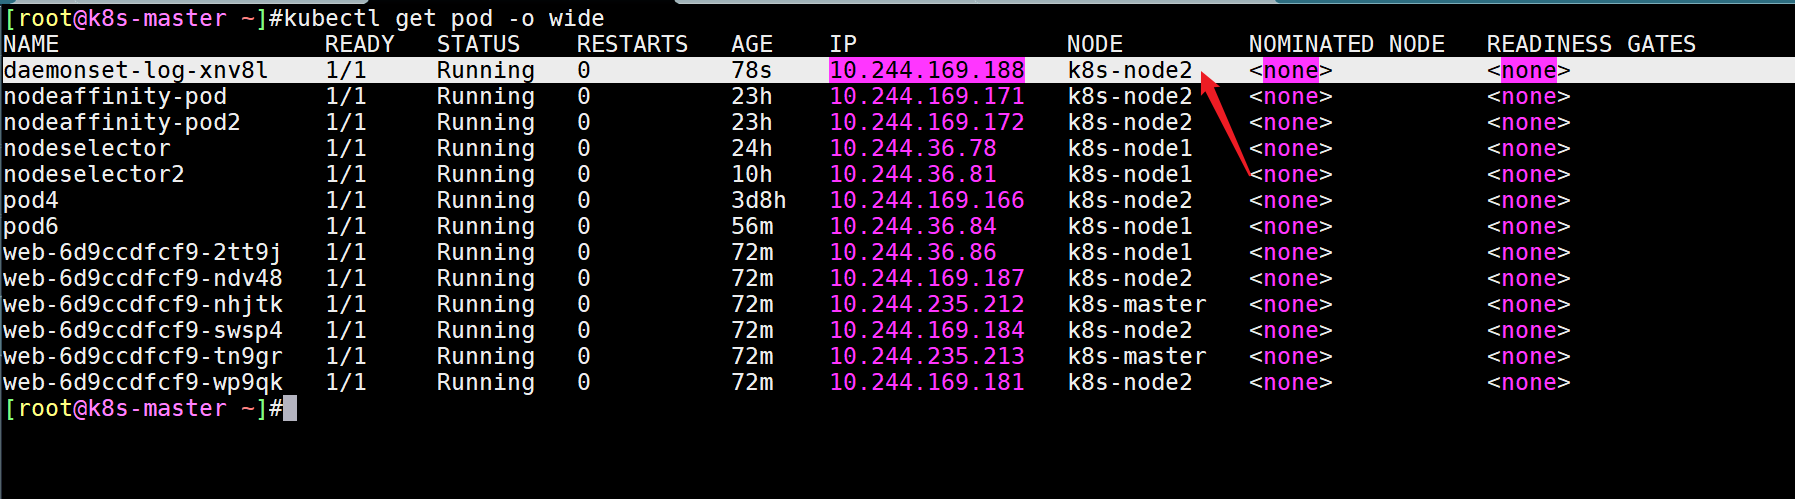 [root@k8s-master ~]#kubectl get pod -o wide
NAME READY STATUS RESTARTS AGE IP NODE NOMINATED NODE READINESS GATES
daemonset-log-xnv8l 1/1 Running 0 78s 10.244.169.188 k8s-node2 <none> <none>
nodeaffinity-pod 1/1 Running 0 23h 10.244.169.171 k8s-node2 <none> <none>
nodeaffinity-pod2 1/1 Running 0 23h 10.244.169.172 k8s-node2 <none> <none>
nodeselector 1/1 Running 0 24h 10.244.36.78 k8s-node1 <none> <none>
nodeselector2 1/1 Running 0 10h 10.244.36.81 k8s-node1 <none> <none>
pod4 1/1 Running 0 3d8h 10.244.169.166 k8s-node2 <none> <none>
pod6 1/1 Running 0 56m 10.244.36.84 k8s-node1 <none> <none>
web-6d9ccdfcf9-2tt9j 1/1 Running 0 72m 10.244.36.86 k8s-node1 <none> <none>
web-6d9ccdfcf9-ndv48 1/1 Running 0 72m 10.244.169.187 k8s-node2 <none> <none>
web-6d9ccdfcf9-nhjtk 1/1 Running 0 72m 10.244.235.212 k8s-master <none> <none>
web-6d9ccdfcf9-swsp4 1/1 Running 0 72m 10.244.169.184 k8s-node2 <none> <none>
web-6d9ccdfcf9-tn9gr 1/1 Running 0 72m 10.244.235.213 k8s-master <none> <none>
web-6d9ccdfcf9-wp9qk 1/1 Running 0 72m 10.244.169.181 k8s-node2 <none> <none>
[root@k8s-master ~]#